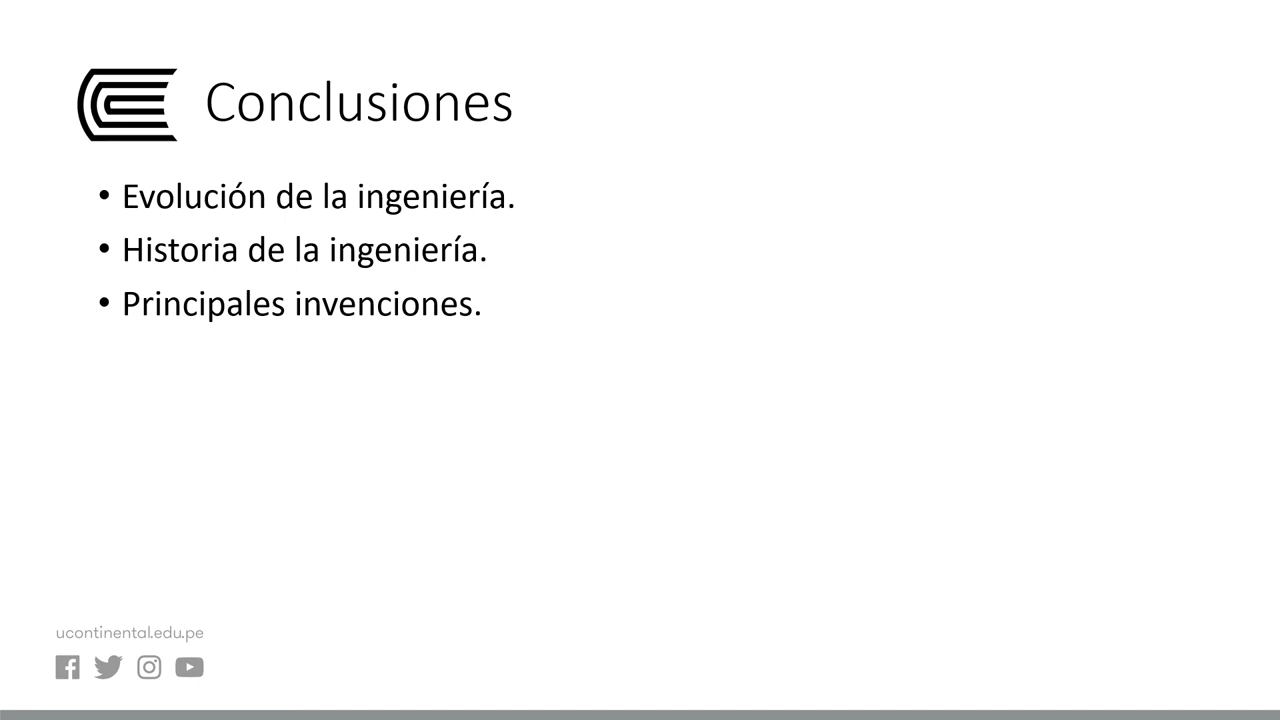 Conclusiones
• Evolución de la ingeniería.
• Historia de la ingeniería.
• Principales invenciones.
ucontinental.edu.pe